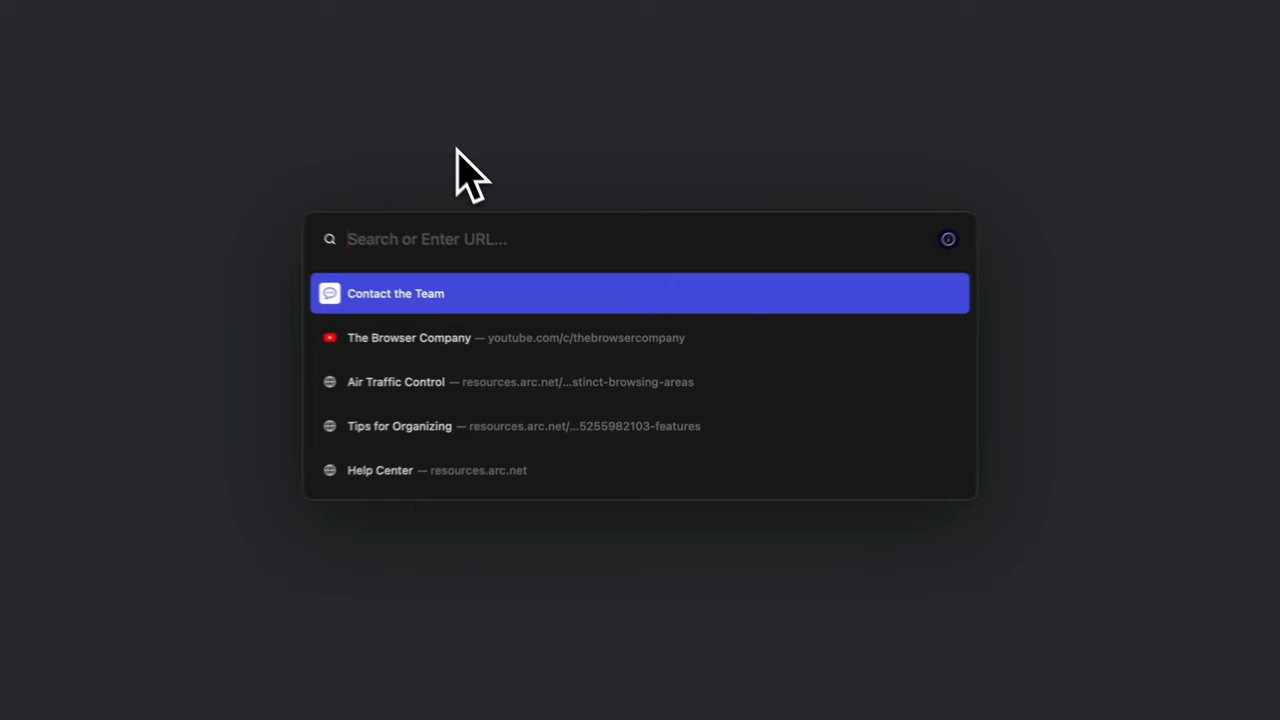 Search or Enter URL...
Contact the Team
The Browser Company — youtube.com/c/thebrowsercompany
Air Traffic Control — resources.arc.net/...stinct-browsing-areas
Tips for Organizing — resources.arc.net/...5255982103-features
Help Center — resources.arc.net